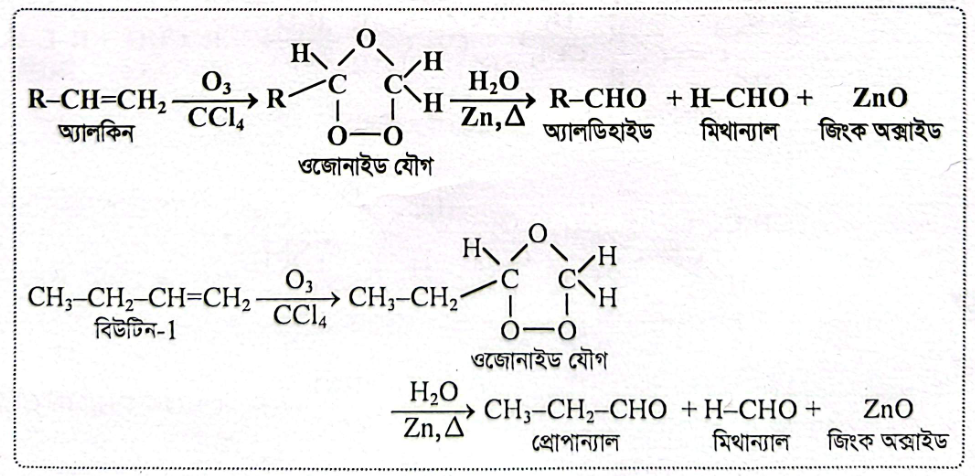 R–CH=CH₂ —O₃/CCl₄→ R H C O C H H O—O —H₂O/Zn,Δ→ R–CHO + H–CHO + ZnO
অ্যালকিন ওজোনাইড যৌগ অ্যালডিহাইড মিথান্যাল জিংক অক্সাইড
CH₃–CH₂–CH=CH₂ —O₃/CCl₄→ CH₃–CH₂ H C O C H H O—O
বিউটিন-1 ওজোনাইড যৌগ
—H₂O/Zn,Δ→ CH₃–CH₂–CHO + H–CHO + ZnO
প্রোপান্যাল মিথান্যাল জিংক অক্সাইড